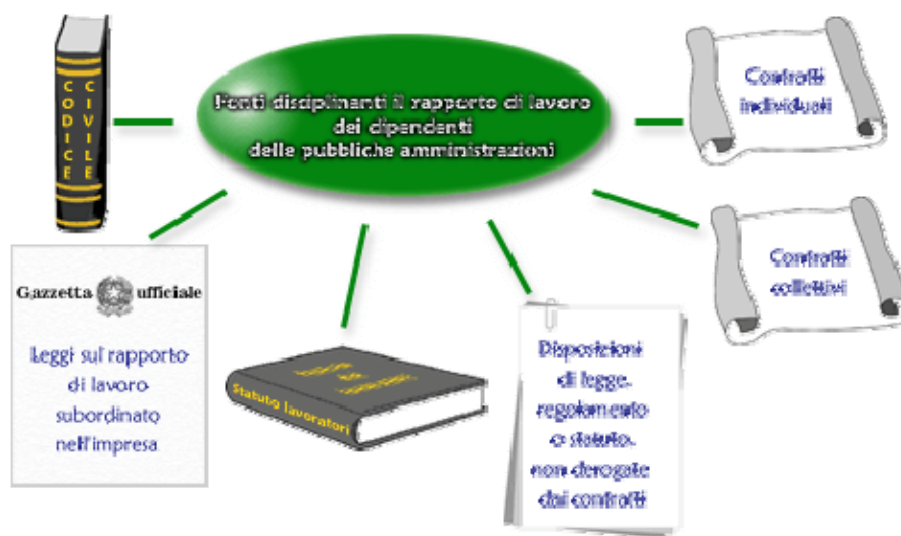 Fonti disciplinanti il rapporto di lavoro
dei dipendenti
delle pubbliche amministrazioni
CODICE
CIVILE
Contratti
individuali
Contratti
collettivi
Gazzetta ufficiale
Leggi sul rapporto
di lavoro
subordinato
nell'impresa
Statuto lavoratori
Disposizioni
di legge,
regolamento
o statuto,
non derogate
dai contratti